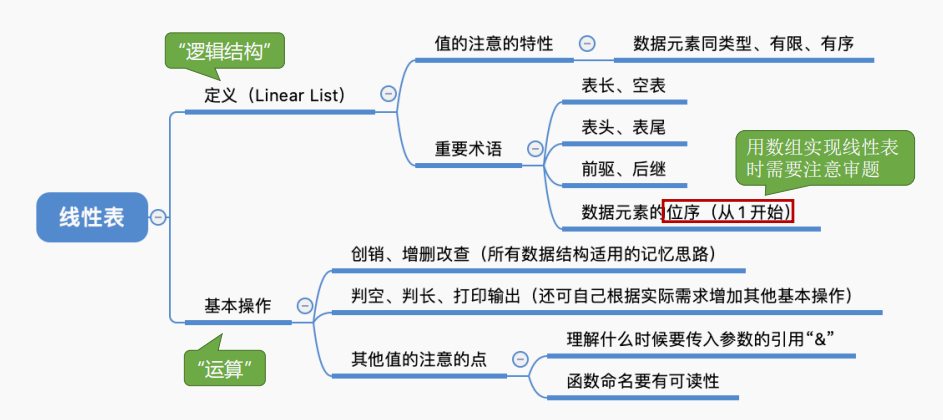 “逻辑结构”
值的注意的特性
数据元素同类型、有限、有序
定义（Linear List）
表长、空表
表头、表尾
重要术语
用数组实现线性表
时需要注意审题
前驱、后继
数据元素的位序（从1开始）
线性表
创销、增删改查（所有数据结构适用的记忆思路）
基本操作
判空、判长、打印输出（还可自己根据实际需求增加其他基本操作）
“运算”
其他值的注意的点
理解什么时候要传入参数的引用“&”
函数命名要有可读性